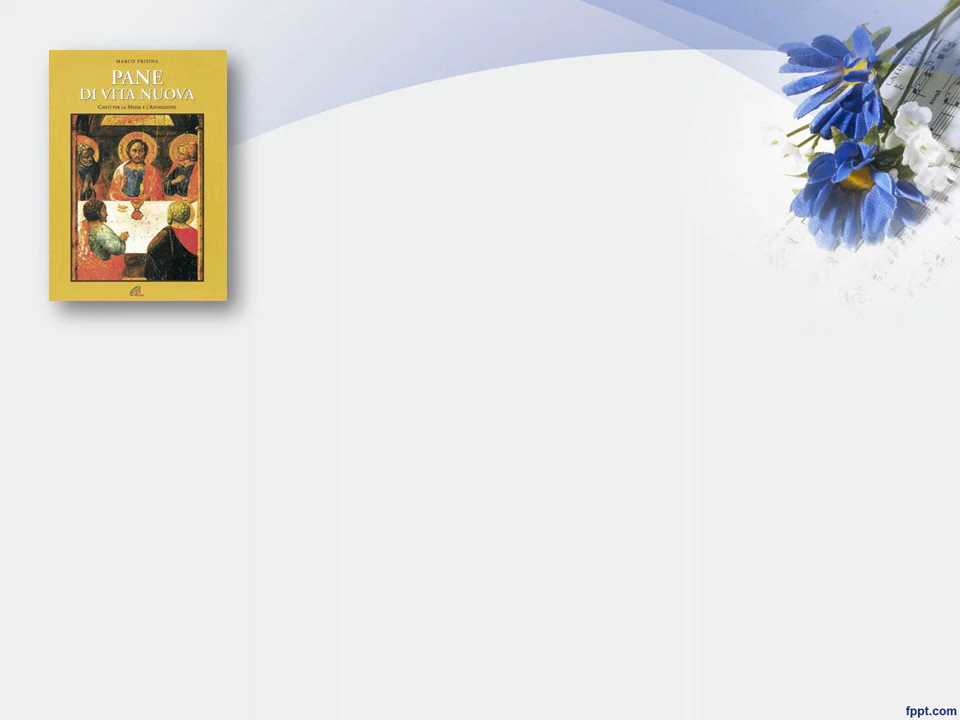 MARCO FRISINA
PANE
DI VITA NUOVA
CANTI PER LA MESSA E L'ADORAZIONE
fppt.com